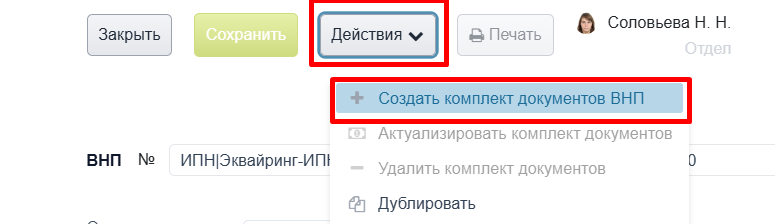 Закрыть Сохранить Действия Печать Соловьева Н. Н.
Отдел
Создать комплект документов ВНП
Актуализировать комплект документов
ВНП № ИПН|Эквайринг-ИПН 0
Удалить комплект документов
Дублировать